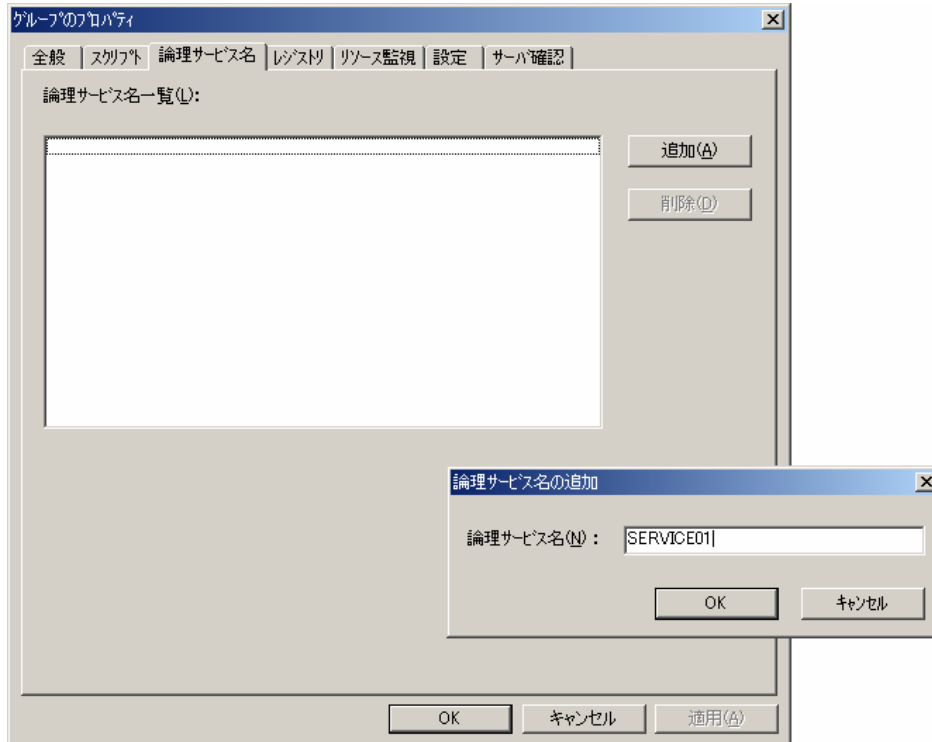 グループのプロパティ
全般 スクリプト 論理サービス名 レジストリ リソース監視 設定 サーバ確認
論理サービス名一覧(L):
追加(A)
削除(D)
論理サービス名の追加
論理サービス名(N)：
SERVICE01
OK キャンセル
OK キャンセル 適用(A)